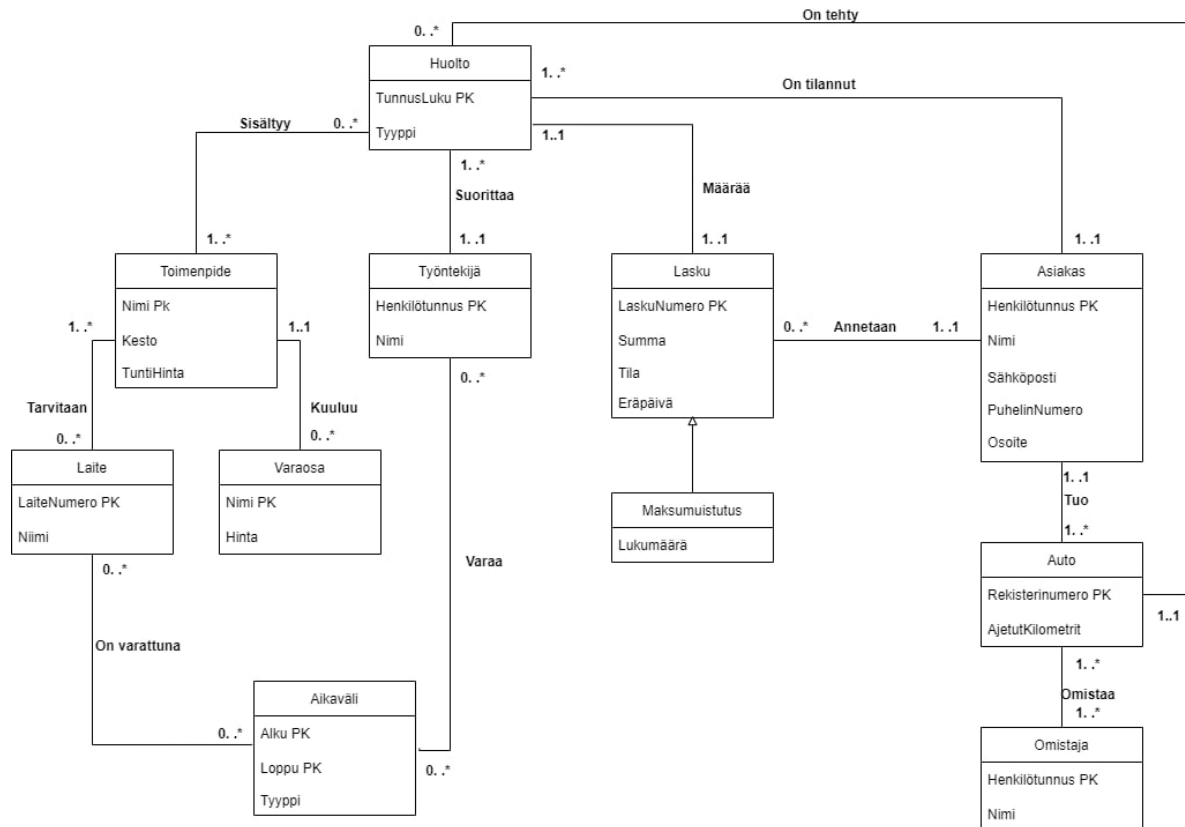 On tehty
0. .*
Huolto
TunnusLuku PK
Tyyppi
1. .*
On tilannut
Sisältyy
0. .*
1..1
1. .*
Suorittaa
Määrää
1. .*
1. .1
1. .1
1. .1
Toimenpide
Nimi Pk
Kesto
TuntiHinta
Työntekijä
Henkilötunnus PK
Nimi
Lasku
LaskuNumero PK
Summa
Tila
Eräpäivä
Asiakas
Henkilötunnus PK
Nimi
Sähköposti
PuhelinNumero
Osoite
0. .*
Annetaan
1. .1
1. .*
1..1
0. .*
Tarvitaan
Kuuluu
0. .*
0. .*
Laite
LaiteNumero PK
Niimi
Varaosa
Nimi PK
Hinta
Maksumuistutus
Lukumäärä
1. .1
Tuo
1. .*
Auto
Rekisterinumero PK
AjetutKilometrit
1..1
0. .*
Varaa
On varattuna
1. .*
Omistaa
1. .*
Aikaväli
Alku PK
Loppu PK
Tyyppi
0. .*
0. .*
Omistaja
Henkilötunnus PK
Nimi